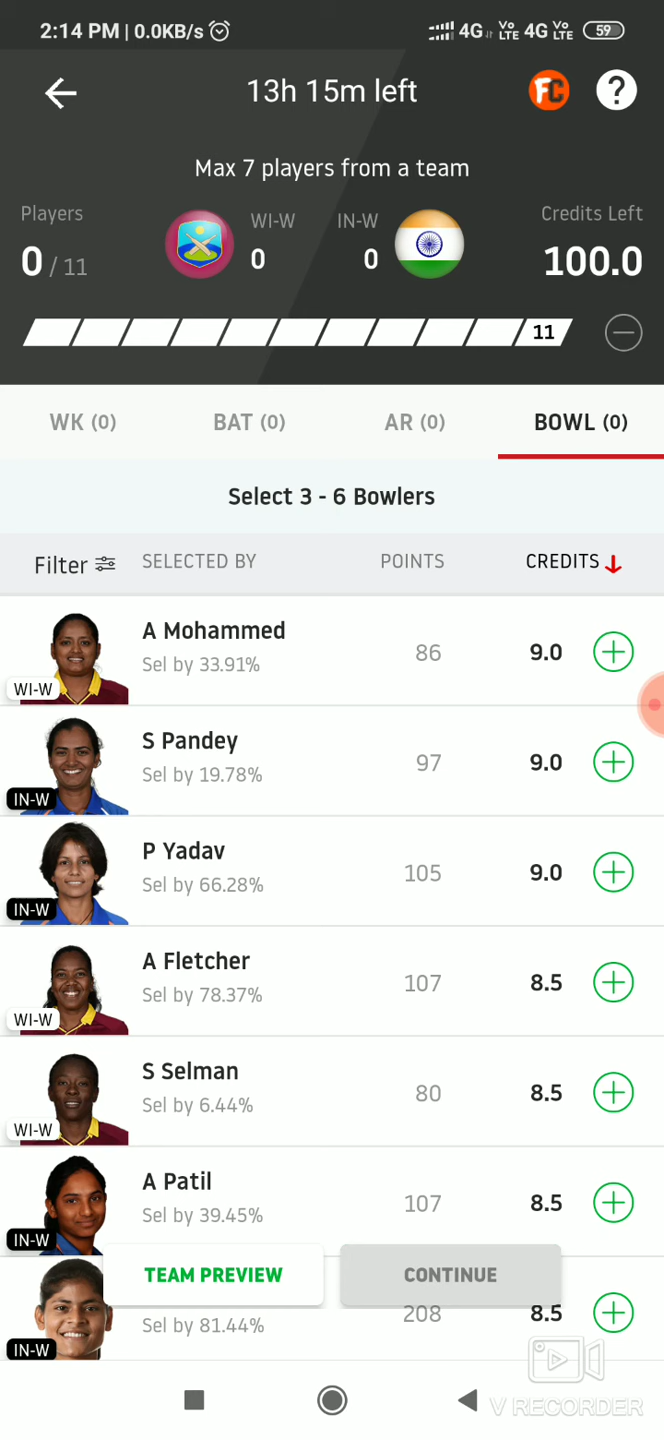 2:14 PM | 0.0KB/s 4G Vo LTE 4G Vo LTE 59
13h 15m left FC ?
Max 7 players from a team
Players WI-W IN-W Credits Left
0 / 11 0 0 100.0
11
WK (0) BAT (0) AR (0) BOWL (0)
Select 3 - 6 Bowlers
Filter SELECTED BY POINTS CREDITS
A Mohammed
Sel by 33.91% 86 9.0
WI-W
S Pandey
Sel by 19.78% 97 9.0
IN-W
P Yadav
Sel by 66.28% 105 9.0
IN-W
A Fletcher
Sel by 78.37% 107 8.5
WI-W
S Selman
Sel by 6.44% 80 8.5
WI-W
A Patil
Sel by 39.45% 107 8.5
IN-W
TEAM PREVIEW CONTINUE
Sel by 81.44% 208 8.5
IN-W
V RECORDER